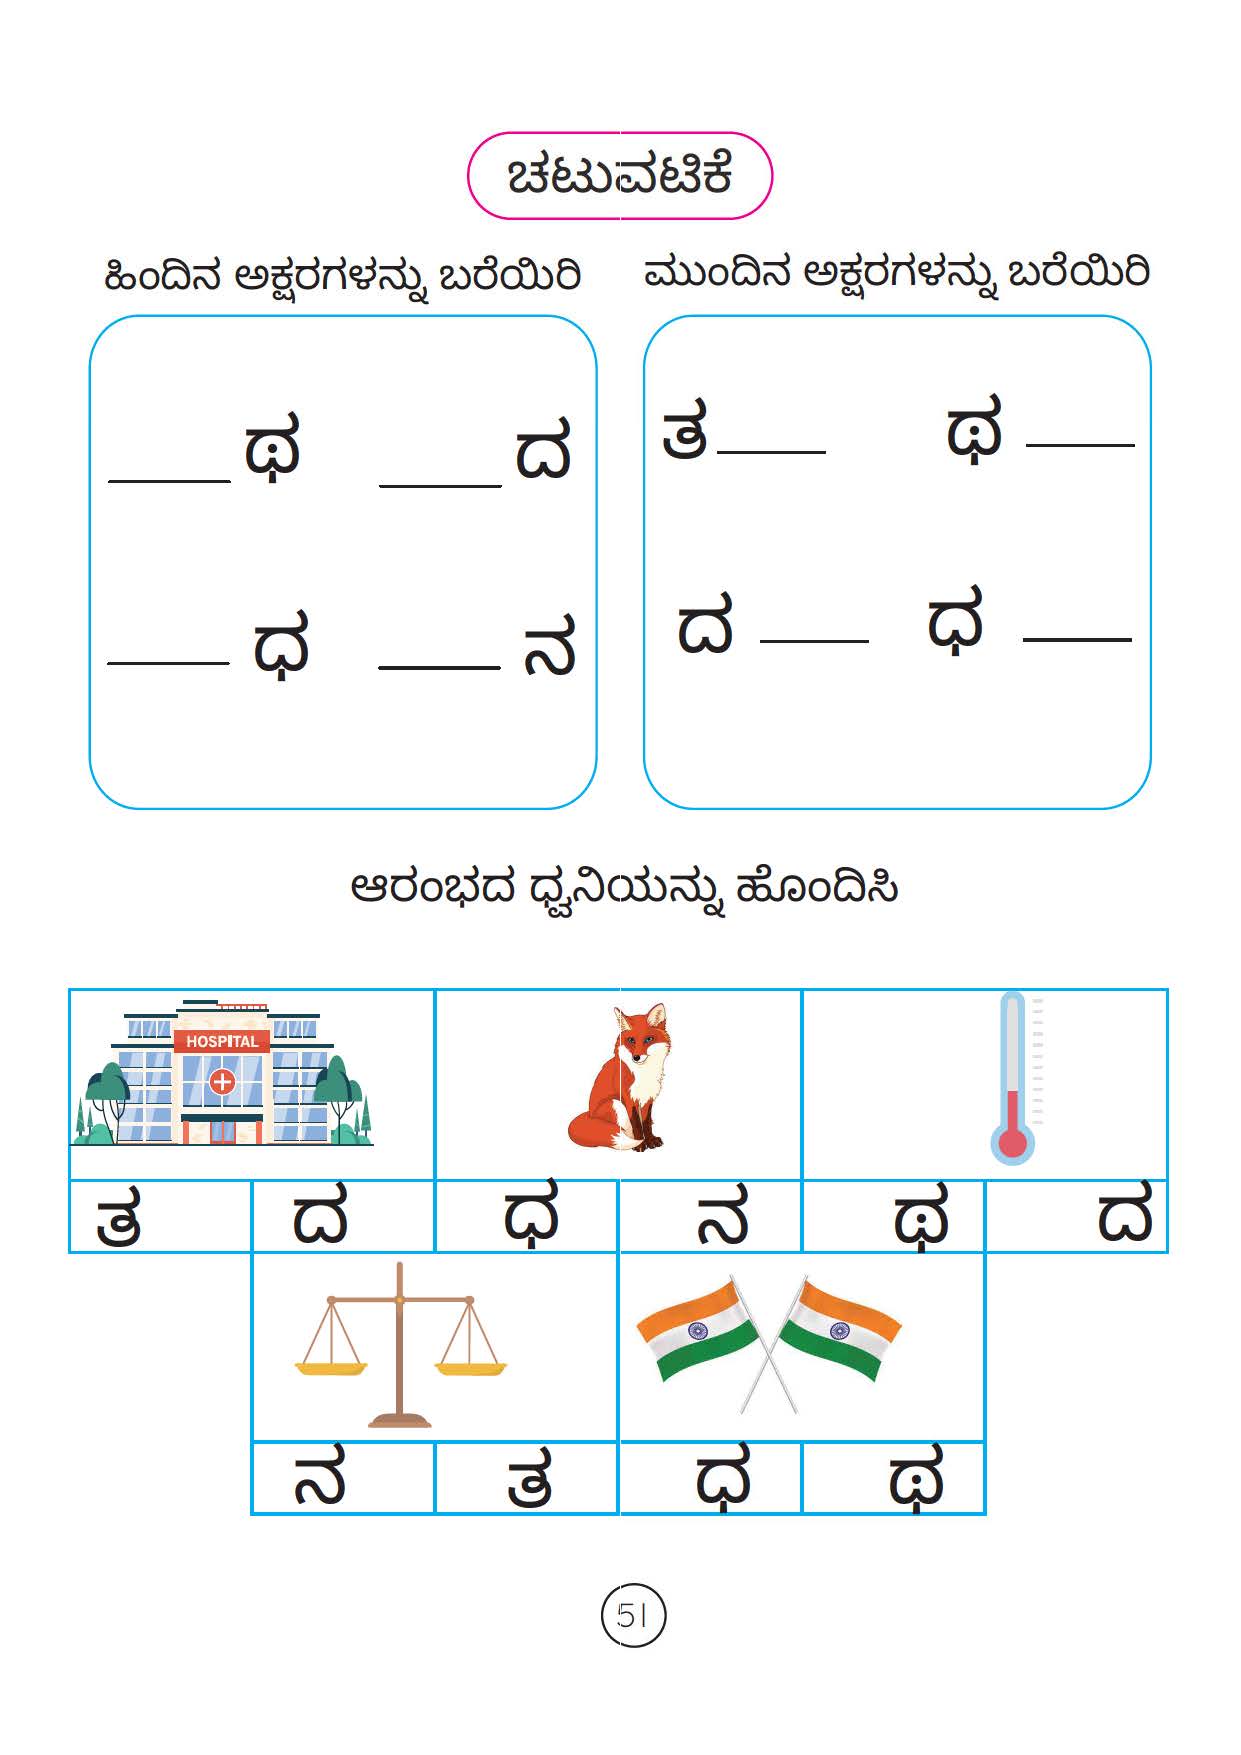 ಚಟುವಟಿಕೆ
ಹಿಂದಿನ ಅಕ್ಷರಗಳನ್ನು ಬರೆಯಿರಿ
____ ಥ ____ ದ
____ ಧ ____ ನ
ಮುಂದಿನ ಅಕ್ಷರಗಳನ್ನು ಬರೆಯಿರಿ
ತ ____ ಥ ____
ದ ____ ಧ ____
ಆರಂಭದ ಧ್ವನಿಯನ್ನು ಹೊಂದಿಸಿ
HOSPITAL
ತ ದ ಧ ನ ಥ ದ
ನ ತ ಧ ಥ
51